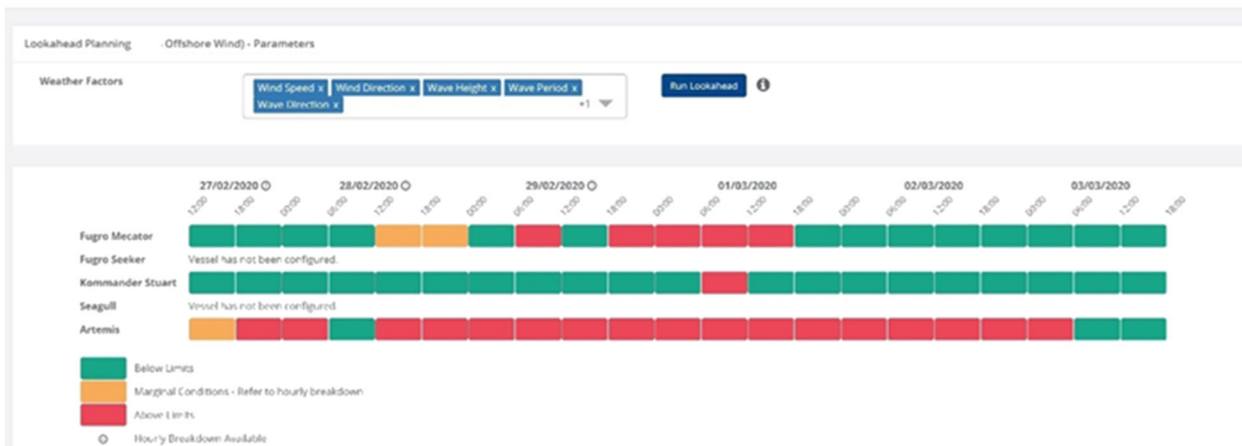 Lookahead Planning Offshore Wind) - Parameters
Weather Factors
Wind Speed x Wind Direction x Wave Height x Wave Period x
Wave Direction x +1
Run Lookahead
27/02/2020 28/02/2020 29/02/2020 01/03/2020 02/03/2020 03/03/2020
12:00 18:00 00:00 06:00 12:00 18:00 00:00 06:00 12:00 18:00 00:00 06:00 12:00 18:00 00:00 06:00 12:00 18:00 00:00 06:00 12:00 18:00
Fugro Mecator
Fugro Seeker Vessel has not been configured.
Kommander Stuart
Seagull Vessel has not been configured.
Artemis
Below Limits
Marginal Conditions - Refer to hourly breakdown
Above Limits
Hourly Breakdown Available